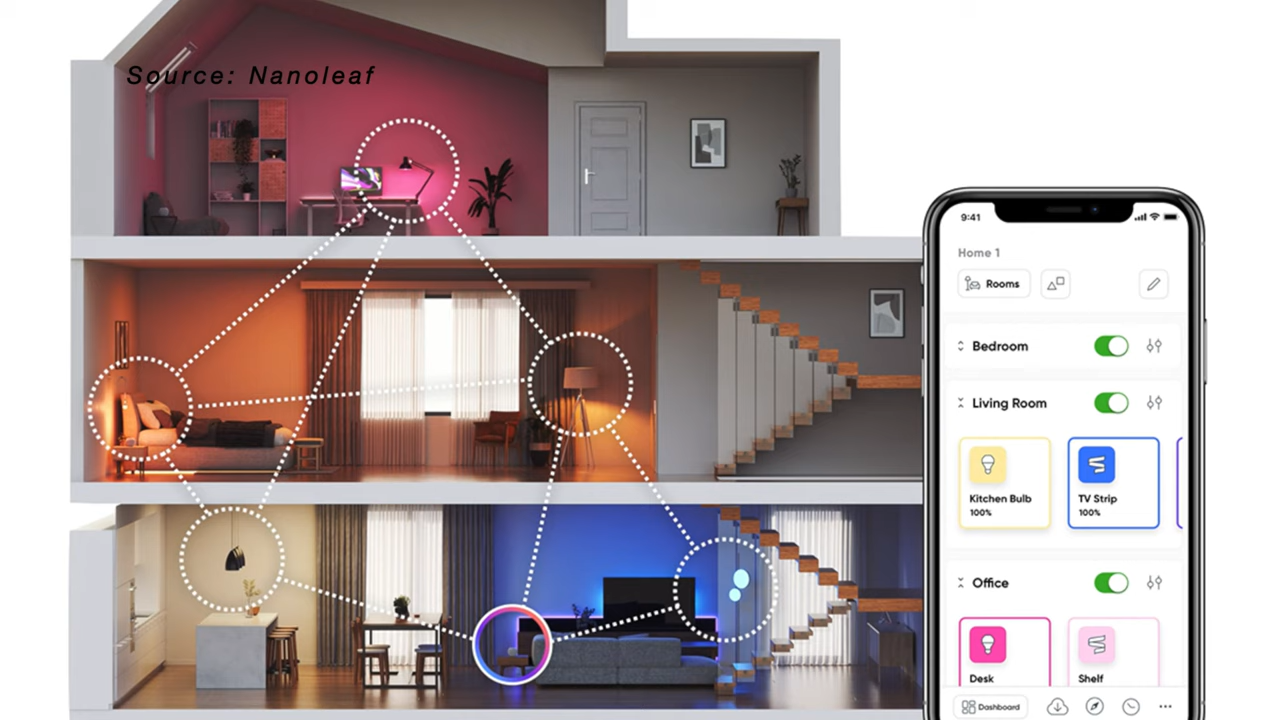 Source: Nanoleaf
9:41
Home 1
Rooms
Bedroom
Living Room
Kitchen Bulb
100%
TV Strip
100%
Office
Desk
Shelf
Dashboard